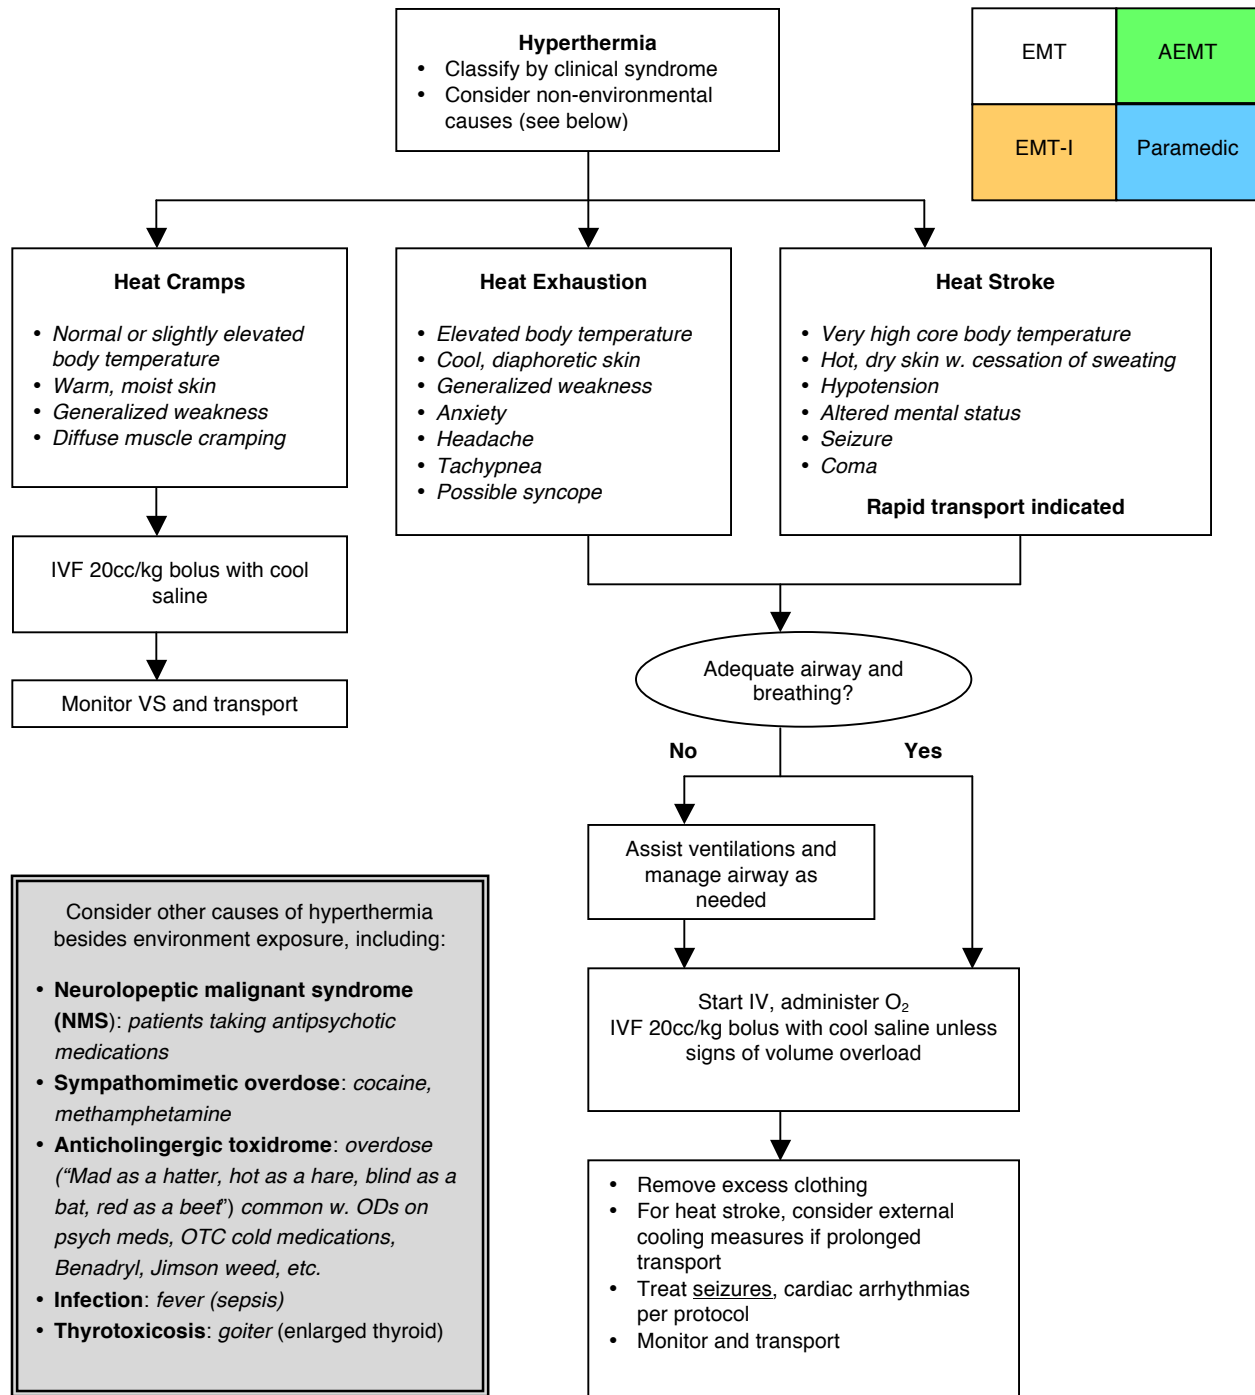 Hyperthermia
• Classify by clinical syndrome
• Consider non-environmental
causes (see below)
EMT
AEMT
EMT-I
Paramedic
Heat Cramps
• Normal or slightly elevated
body temperature
• Warm, moist skin
• Generalized weakness
• Diffuse muscle cramping
Heat Exhaustion
• Elevated body temperature
• Cool, diaphoretic skin
• Generalized weakness
• Anxiety
• Headache
• Tachypnea
• Possible syncope
Heat Stroke
• Very high core body temperature
• Hot, dry skin w. cessation of sweating
• Hypotension
• Altered mental status
• Seizure
• Coma
Rapid transport indicated
IVF 20cc/kg bolus with cool
saline
Monitor VS and transport
Adequate airway and
breathing?
No
Yes
Assist ventilations and
manage airway as
needed
Start IV, administer O₂
IVF 20cc/kg bolus with cool saline unless
signs of volume overload
• Remove excess clothing
• For heat stroke, consider external
cooling measures if prolonged
transport
• Treat seizures, cardiac arrhythmias
per protocol
• Monitor and transport
Consider other causes of hyperthermia
besides environment exposure, including:
• Neurolopeptic malignant syndrome
(NMS): patients taking antipsychotic
medications
• Sympathomimetic overdose: cocaine,
methamphetamine
• Anticholingergic toxidrome: overdose
(“Mad as a hatter, hot as a hare, blind as a
bat, red as a beef”) common w. ODs on
psych meds, OTC cold medications,
Benadryl, Jimson weed, etc.
• Infection: fever (sepsis)
• Thyrotoxicosis: goiter (enlarged thyroid)